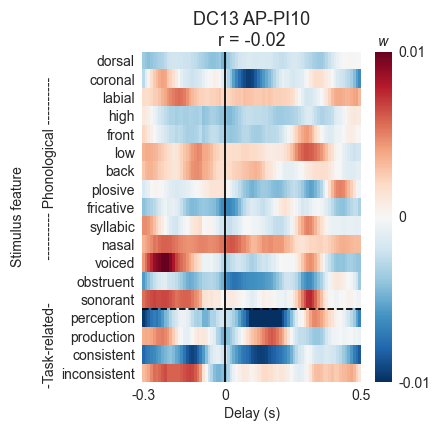 DC13 AP-PI10
r = -0.02
w
Stimulus feature
-Task-related- ---------- Phonological ----------
dorsal
coronal
labial
high
front
low
back
plosive
fricative
syllabic
nasal
voiced
obstruent
sonorant
perception
production
consistent
inconsistent
0.01
0
-0.01
-0.3 0 0.5
Delay (s)